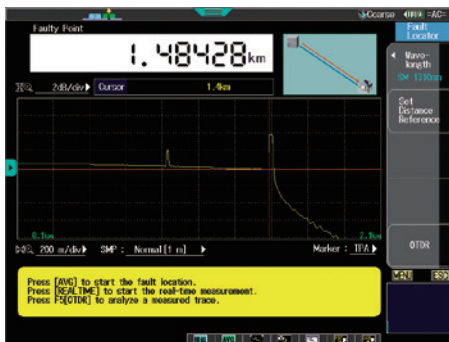 Coarse =AC=
Faulty Point
Fault
Locator
1.48428km
Wave-
length
SM 1310nm
2dB/div Cursor 1.4km
Set
Distance
Reference
0.1km 2.1km
200 m/div SMP : Normal[1 m] Marker : TPA
OTDR
MENU ESC
Press [AVG] to start the fault location.
Press [REALTIME] to start the real-time measurement.
Press F5[OTDR] to analyze a measured trace.